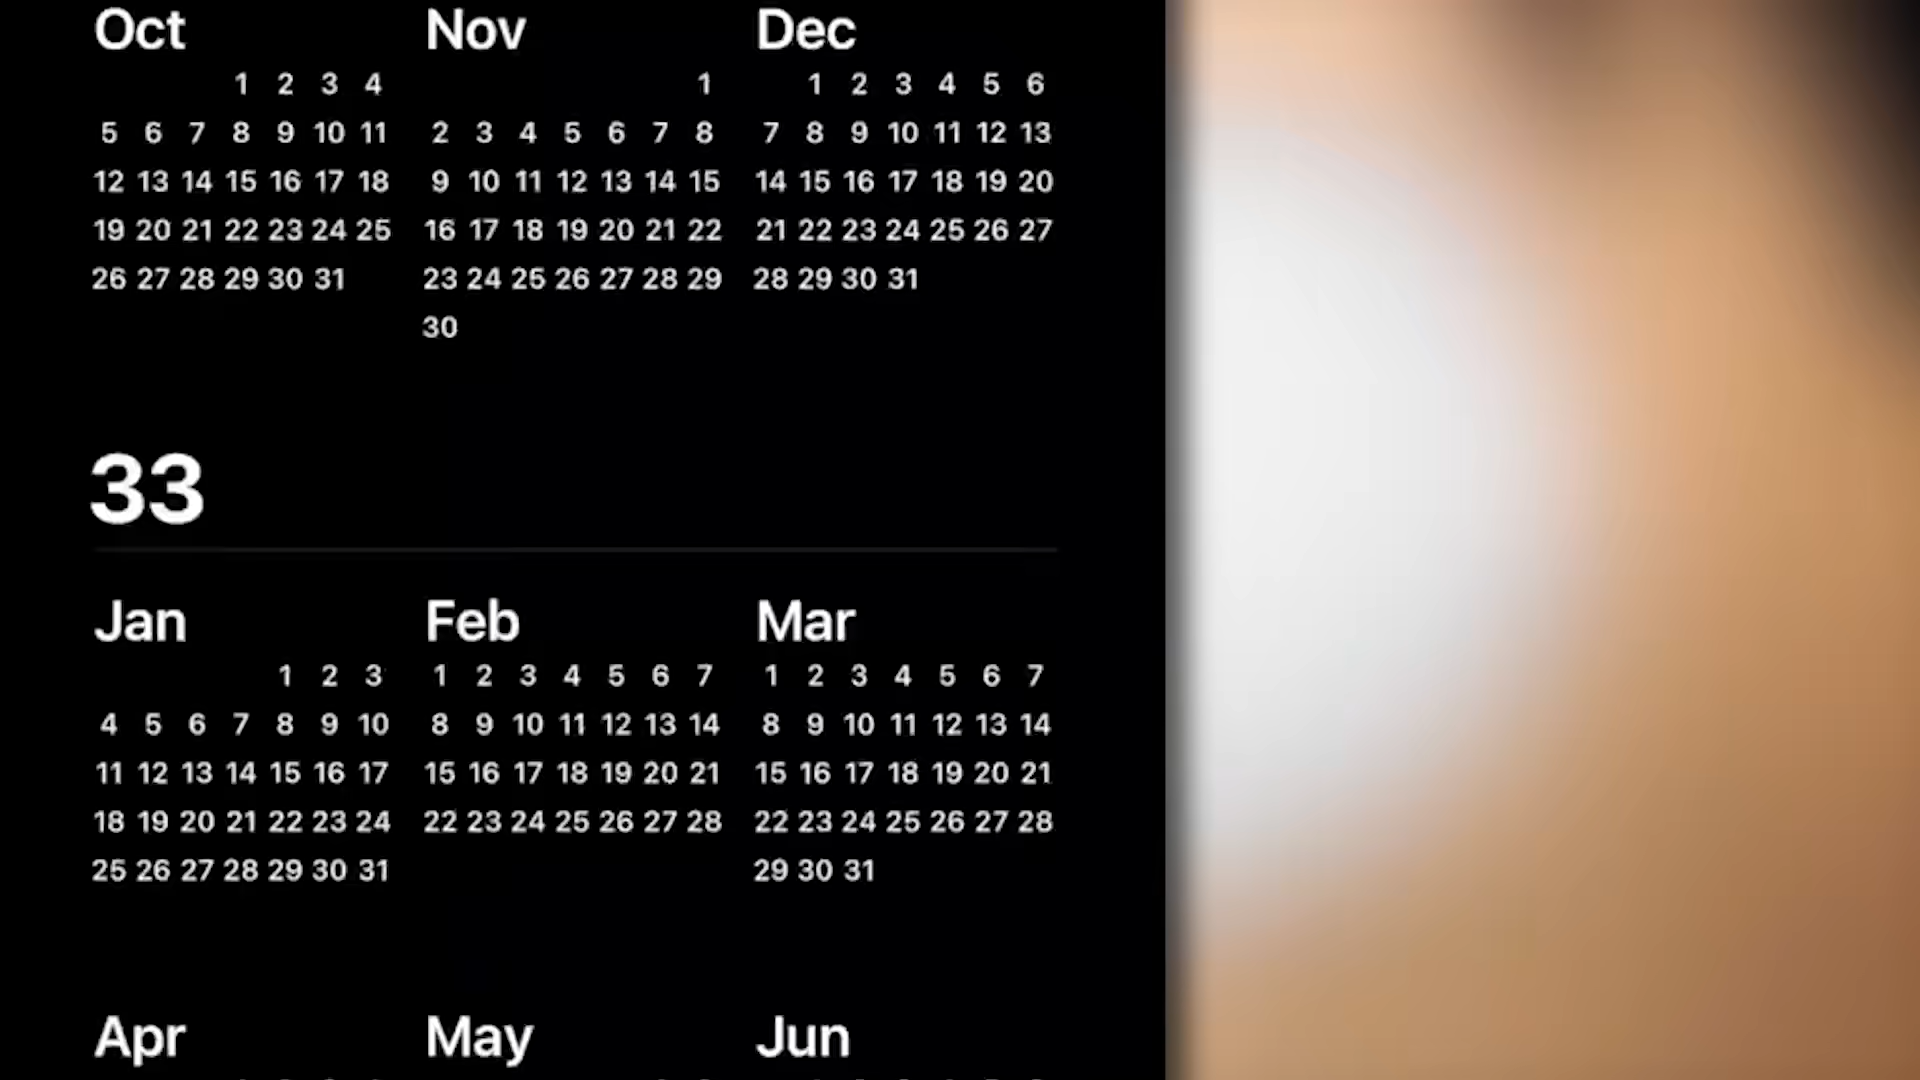 Oct Nov Dec
1 2 3 4 1 1 2 3 4 5 6
5 6 7 8 9 10 11 2 3 4 5 6 7 8 7 8 9 10 11 12 13
12 13 14 15 16 17 18 9 10 11 12 13 14 15 14 15 16 17 18 19 20
19 20 21 22 23 24 25 16 17 18 19 20 21 22 21 22 23 24 25 26 27
26 27 28 29 30 31 23 24 25 26 27 28 29 28 29 30 31
30
33
Jan Feb Mar
1 2 3 1 2 3 4 5 6 7 1 2 3 4 5 6 7
4 5 6 7 8 9 10 8 9 10 11 12 13 14 8 9 10 11 12 13 14
11 12 13 14 15 16 17 15 16 17 18 19 20 21 15 16 17 18 19 20 21
18 19 20 21 22 23 24 22 23 24 25 26 27 28 22 23 24 25 26 27 28
25 26 27 28 29 30 31 29 30 31
Apr May Jun